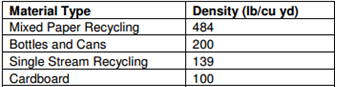 Material Type Density (lb/cu yd)
Mixed Paper Recycling 484
Bottles and Cans 200
Single Stream Recycling 139
Cardboard 100